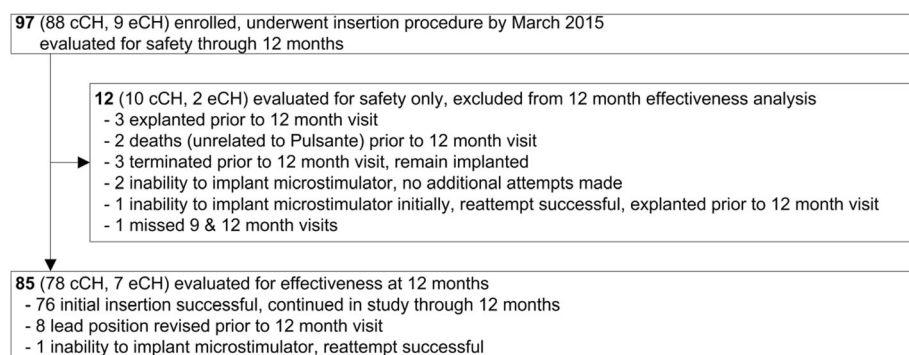 97 (88 cCH, 9 eCH) enrolled, underwent insertion procedure by March 2015
evaluated for safety through 12 months
12 (10 cCH, 2 eCH) evaluated for safety only, excluded from 12 month effectiveness analysis
- 3 explanted prior to 12 month visit
- 2 deaths (unrelated to Pulsante) prior to 12 month visit
- 3 terminated prior to 12 month visit, remain implanted
- 2 inability to implant microstimulator, no additional attempts made
- 1 inability to implant microstimulator initially, reattempt successful, explanted prior to 12 month visit
- 1 missed 9 & 12 month visits
85 (78 cCH, 7 eCH) evaluated for effectiveness at 12 months
- 76 initial insertion successful, continued in study through 12 months
- 8 lead position revised prior to 12 month visit
- 1 inability to implant microstimulator, reattempt successful